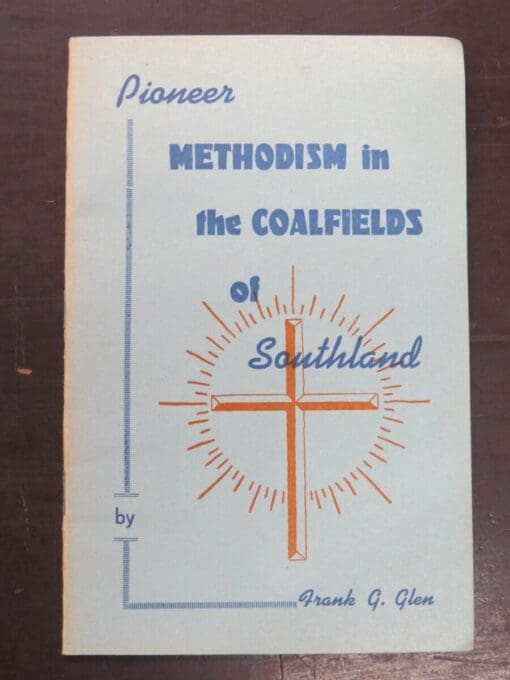 Pioneer
METHODISM in
the COALFIELDS
of
Southland
by
Frank G. Glen